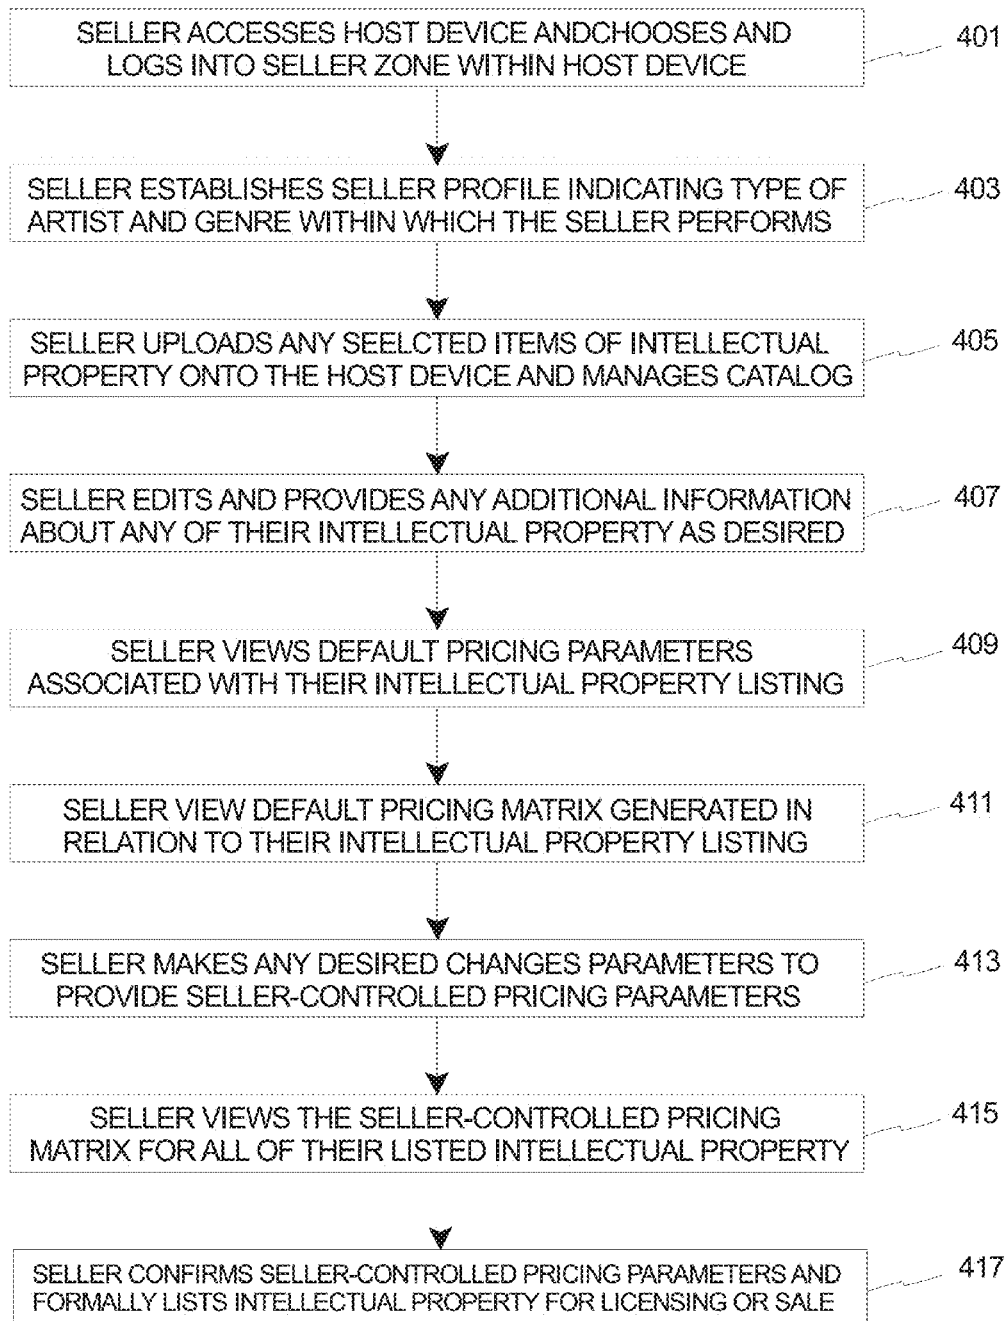 SELLER ACCESSES HOST DEVICE ANDCHOOSES AND
LOGS INTO SELLER ZONE WITHIN HOST DEVICE
401
SELLER ESTABLISHES SELLER PROFILE INDICATING TYPE OF
ARTIST AND GENRE WITHIN WHICH THE SELLER PERFORMS
403
SELLER UPLOADS ANY SEELCTED ITEMS OF INTELLECTUAL
PROPERTY ONTO THE HOST DEVICE AND MANAGES CATALOG
405
SELLER EDITS AND PROVIDES ANY ADDITIONAL INFORMATION
ABOUT ANY OF THEIR INTELLECTUAL PROPERTY AS DESIRED
407
SELLER VIEWS DEFAULT PRICING PARAMETERS
ASSOCIATED WITH THEIR INTELLECTUAL PROPERTY LISTING
409
SELLER VIEW DEFAULT PRICING MATRIX GENERATED IN
RELATION TO THEIR INTELLECTUAL PROPERTY LISTING
411
SELLER MAKES ANY DESIRED CHANGES PARAMETERS TO
PROVIDE SELLER-CONTROLLED PRICING PARAMETERS
413
SELLER VIEWS THE SELLER-CONTROLLED PRICING
MATRIX FOR ALL OF THEIR LISTED INTELLECTUAL PROPERTY
415
SELLER CONFIRMS SELLER-CONTROLLED PRICING PARAMETERS AND
FORMALLY LISTS INTELLECTUAL PROPERTY FOR LICENSING OR SALE
417